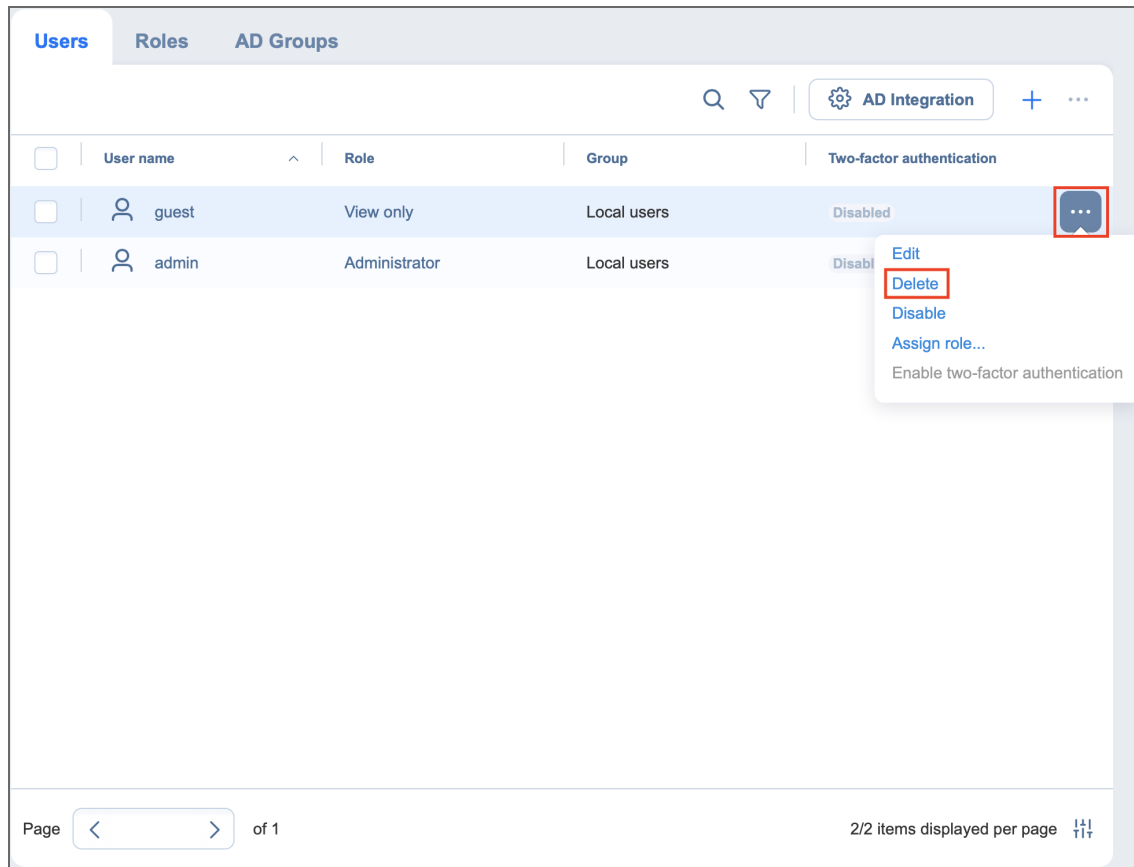 Users Roles AD Groups
AD Integration
User name Role Group Two-factor authentication
guest View only Local users Disabled
admin Administrator Local users
Edit
Delete
Disable
Assign role...
Enable two-factor authentication
Page of 1 2/2 items displayed per page